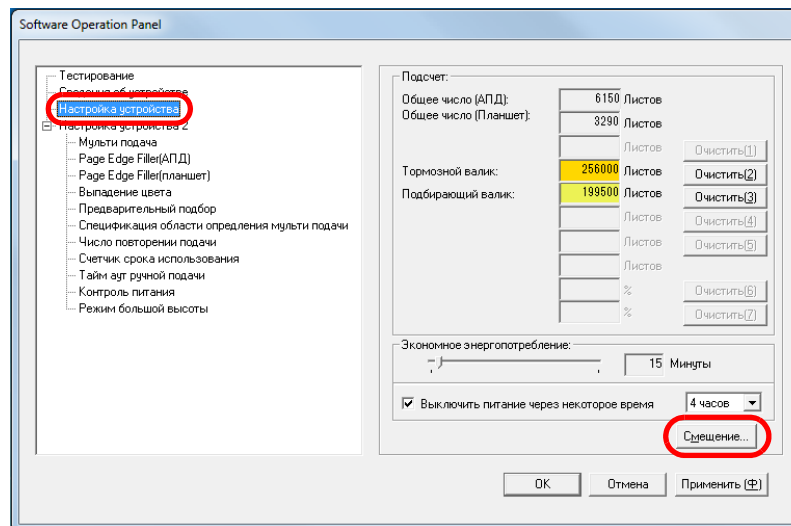 Software Operation Panel
Тестирование
Сведения об устройстве
Настройка устройства
Настройка устройства 2
Мульти подача
Page Edge Filler(АПД)
Page Edge Filler(планшет)
Выпадение цвета
Предварительный подбор
Спецификация области опредления мульти подачи
Число повторении подачи
Счетчик срока использования
Тайм аут ручной подачи
Контроль питания
Режим большой высоты
Подсчет:
Общее число (АПД): 6150 Листов
Общее число (Планшет): 3290 Листов
Листов Очистить(1)
Тормозной валик: 256000 Листов Очистить(2)
Подбирающий валик: 199500 Листов Очистить(3)
Листов Очистить(4)
Листов Очистить(5)
Листов
% Очистить(6)
% Очистить(7)
Экономное энергопотребление:
15 Минуты
Выключить питание через некоторое время 4 часов
Смещение...
OK Отмена Применить (Ф)